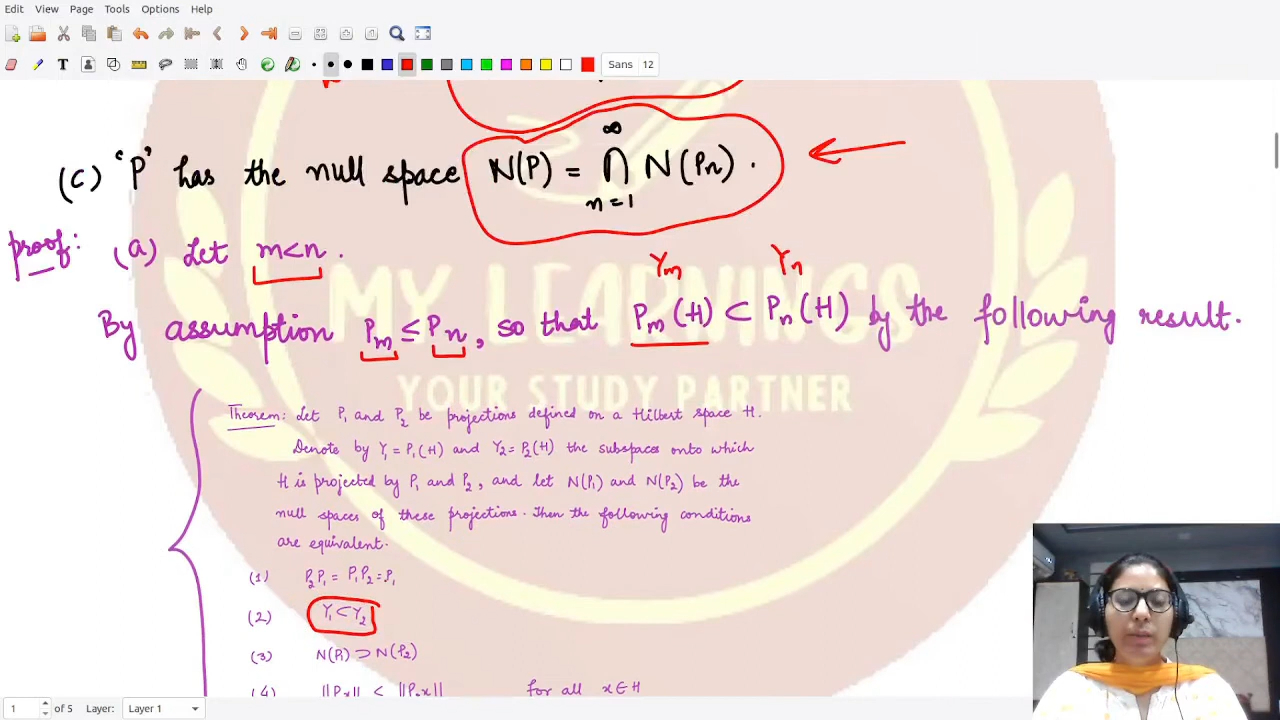 Edit View Page Tools Options Help
Sans 12
(c) 'P' has the null space N(P) = ∞ ∩ n=1 N(Pn).
proof: (a) Let m<n.
Ym Yn
By assumption Pm ≤ Pn, so that Pm(H) ⊂ Pn(H) by the following result.
MY LEARNINGS
YOUR STUDY PARTNER
Theorem: Let P1 and P2 be projections defined on a Hilbert space H.
Denote by Y1 = P1(H) and Y2 = P2(H) the subspaces onto which
H is projected by P1 and P2, and let N(P1) and N(P2) be the
null spaces of these projections. Then the following conditions
are equivalent.
(1) P2P1 = P1P2 = P1
(2) Y1 ⊂ Y2
(3) N(P1) ⊃ N(P2)
(4) ||P1x|| ≤ ||P2x|| for all x ∈ H
1 of 5 Layer: Layer 1